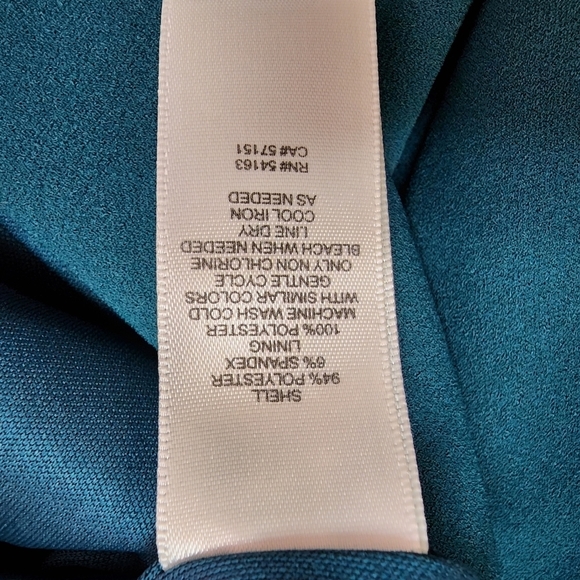 SHELL
94% POLYESTER
6% SPANDEX
LINING
100% POLYESTER
MACHINE WASH COLD
WITH SIMILAR COLORS
GENTLE CYCLE
ONLY NON CHLORINE
BLEACH WHEN NEEDED
LINE DRY
COOL IRON
AS NEEDED
RN# 54163
CA# 57151